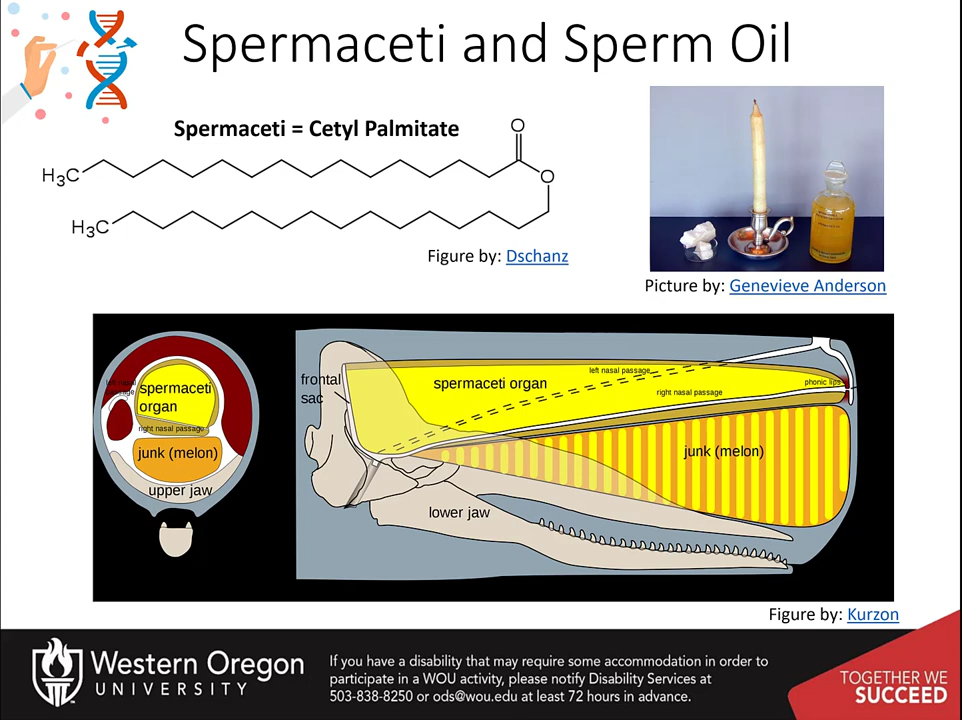 Spermaceti and Sperm Oil
Spermaceti = Cetyl Palmitate
O
H3C
O
H3C
Figure by: Dschanz
Picture by: Genevieve Anderson
left nasal
spermaceti
organ
right nasal passage
junk (melon)
upper jaw
frontal
sac
spermaceti organ
left nasal passage
right nasal passage
phonic lips
junk (melon)
lower jaw
Figure by: Kurzon
Western Oregon
UNIVERSITY
If you have a disability that may require some accommodation in order to
participate in a WOU activity, please notify Disability Services at
503-838-8250 or ods@wou.edu at least 72 hours in advance.
TOGETHER WE
SUCCEED